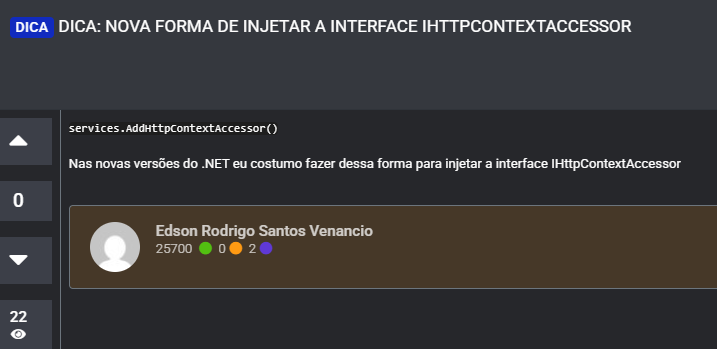 DICA DICA: NOVA FORMA DE INJETAR A INTERFACE IHTTPCONTEXTACCESSOR
services.AddHttpContextAccessor()
Nas novas versões do .NET eu costumo fazer dessa forma para injetar a interface IHttpContextAccessor
0
Edson Rodrigo Santos Venancio
25700 0 2
22